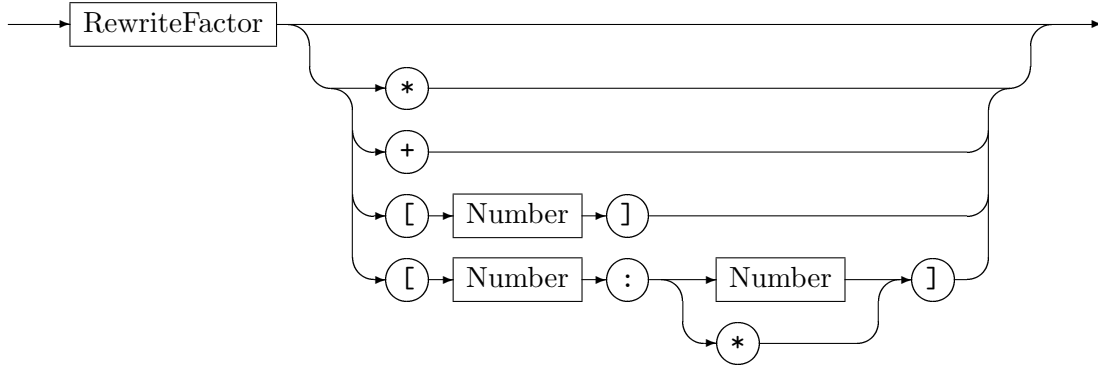 RewriteFactor
*
+
[ Number ]
[ Number : Number ]
*